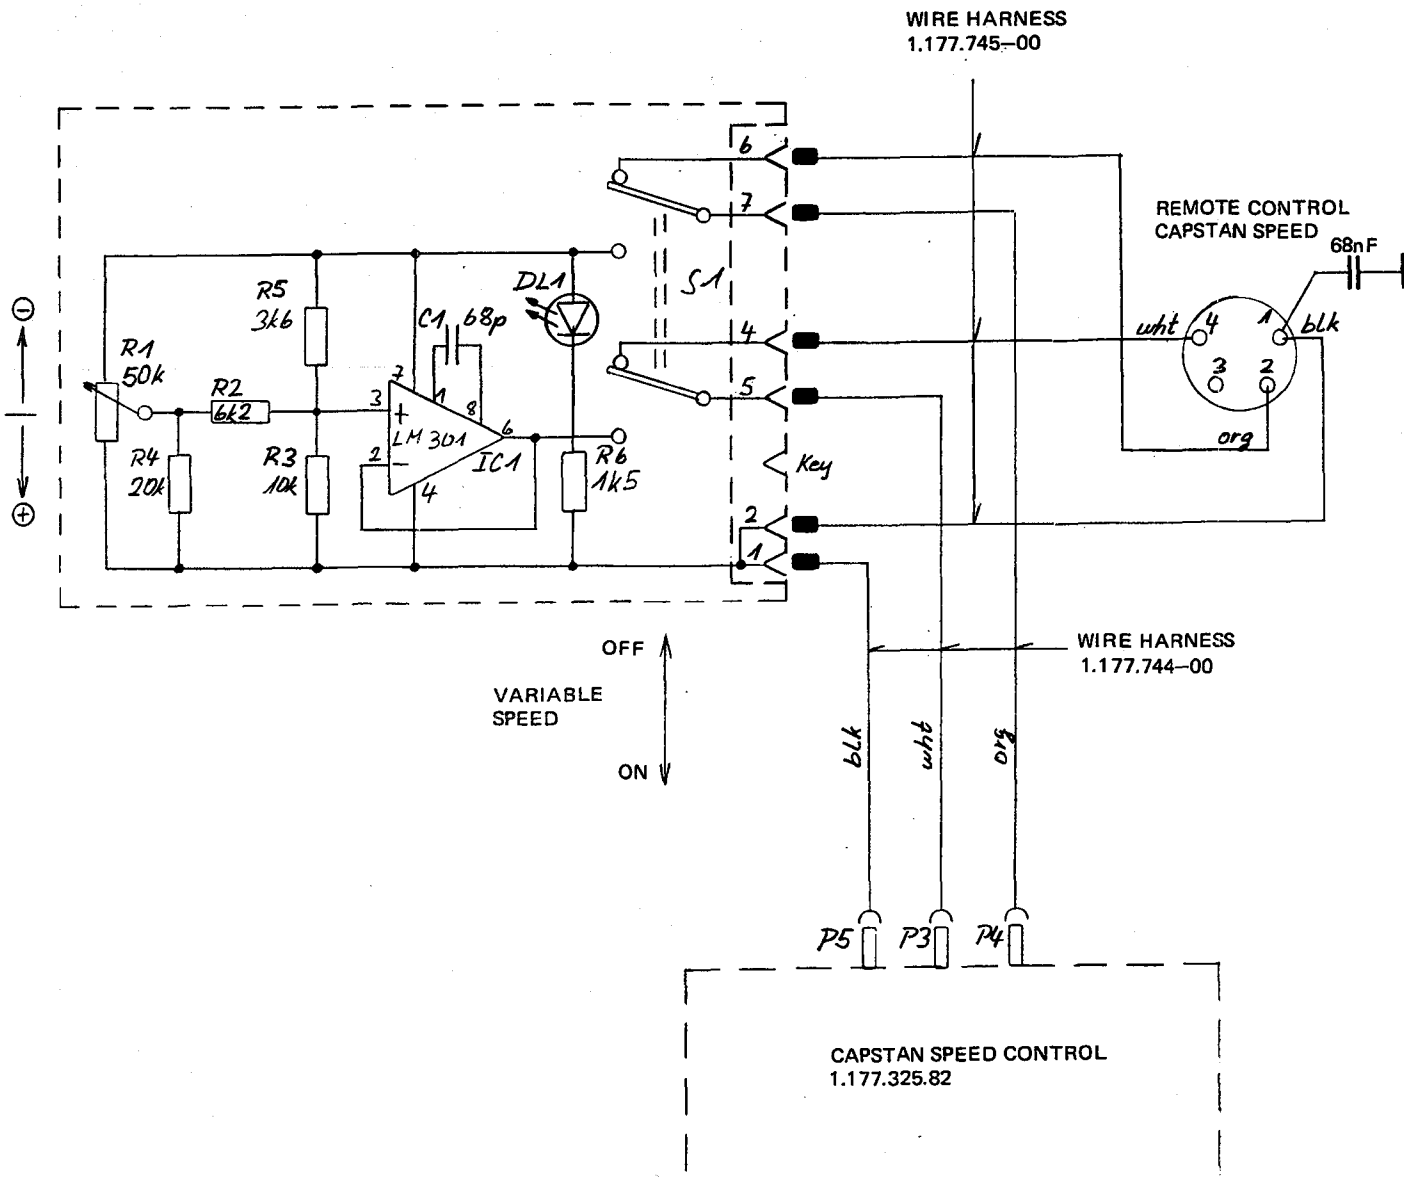 WIRE HARNESS
1.177.745-00
6
7
REMOTE CONTROL
CAPSTAN SPEED
68nF
S1
DL1
R5
3k6
C1 68p
wht 4
1 blk
3 2
org
4
5
Key
2
1
⊖
R1
50k
R2
6k2
7
1
8
3 +
LM 301
6
2 −
IC1
4
R4
20k
R3
10k
R6
1k5
⊕
OFF
VARIABLE
SPEED
ON
WIRE HARNESS
1.177.744-00
blk
wht
org
P5 P3 P4
CAPSTAN SPEED CONTROL
1.177.325.82